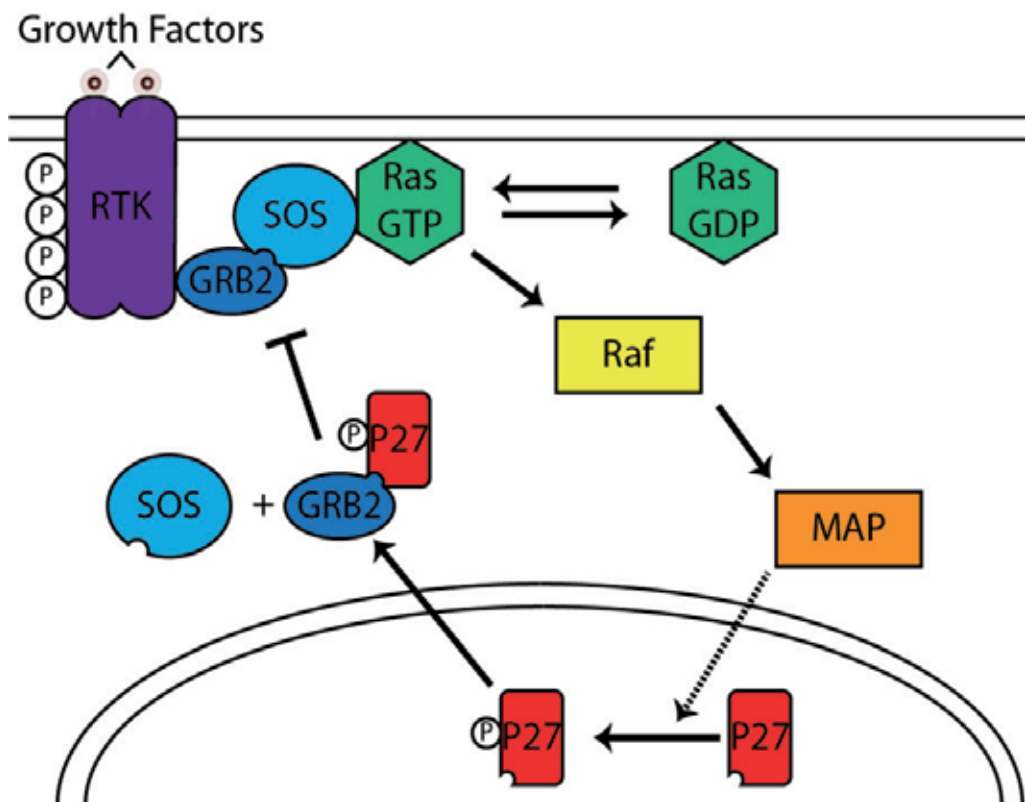 Growth Factors
P
P
P
P
RTK
SOS
GRB2
Ras
GTP
Ras
GDP
Raf
P
P27
SOS
+
GRB2
MAP
P
P27
P27